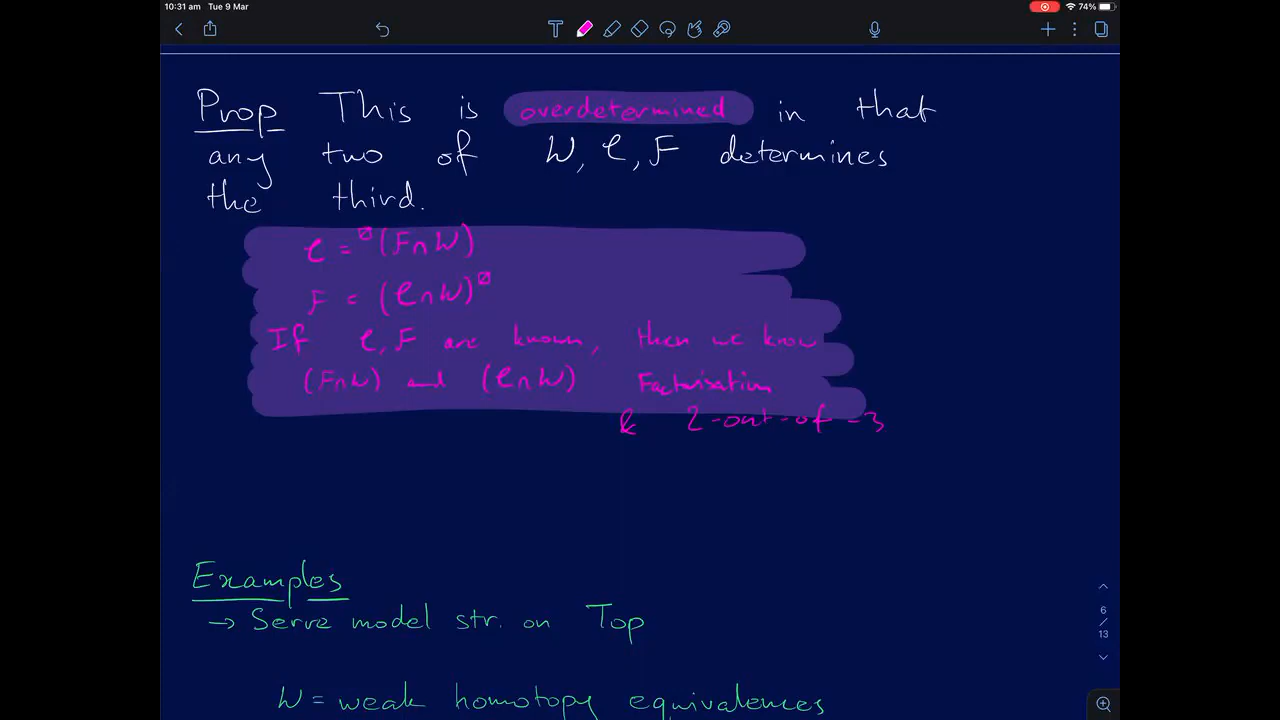 10:31 am Tue 9 Mar
74%
Prop This is overdetermined in that
any two of W, C, F determines
the third.
C = ⧄(F∩W)
F = (C∩W)⧄
If C, F are known, then we know
(F∩W) and (C∩W) Factorisation
& 2-out-of-3
Examples
→ Serre model str. on Top
W = weak homotopy equivalences
6
/
13